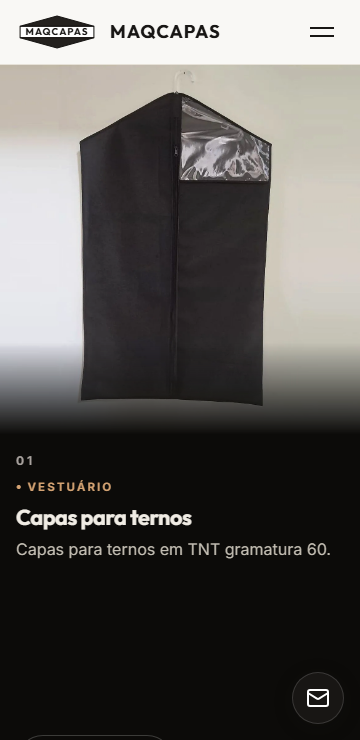 MAQCAPAS MAQCAPAS
01
• VESTUÁRIO
Capas para ternos
Capas para ternos em TNT gramatura 60.